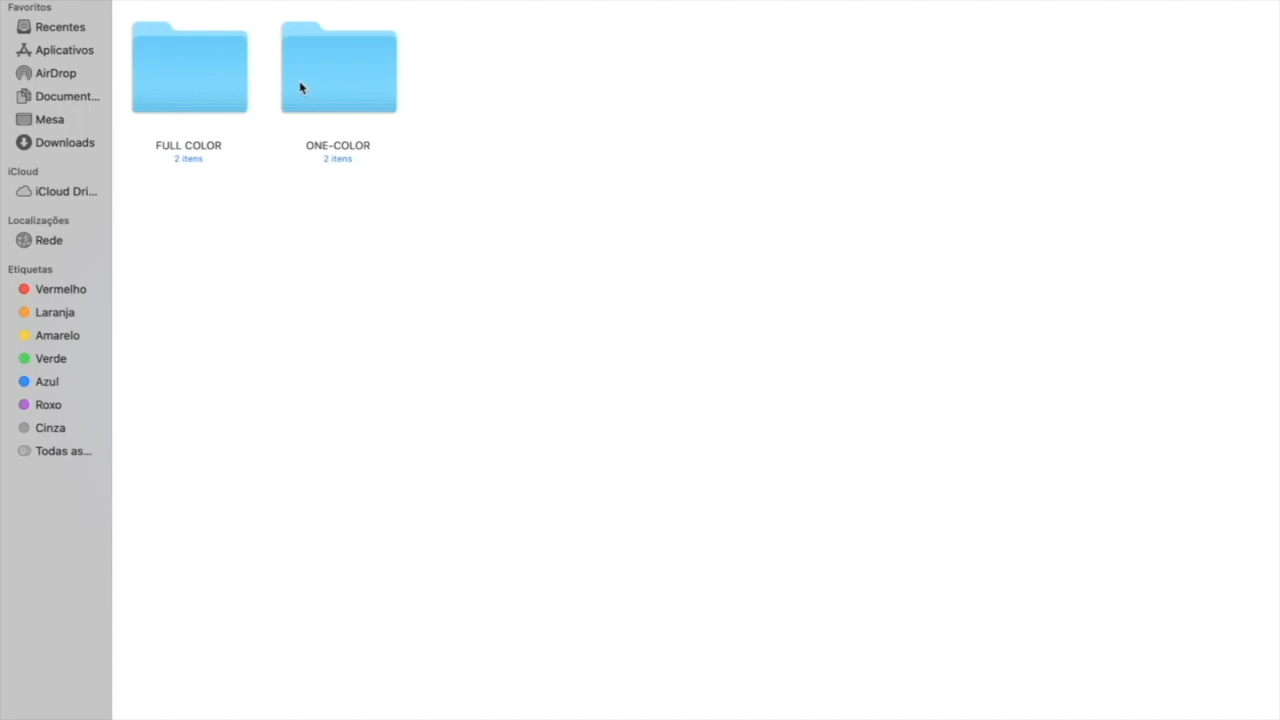 Favoritos
Recentes
Aplicativos
AirDrop
Document...
Mesa
Downloads
iCloud
iCloud Dri...
Localizações
Rede
Etiquetas
Vermelho
Laranja
Amarelo
Verde
Azul
Roxo
Cinza
Todas as...
FULL COLOR
2 itens
ONE-COLOR
2 itens